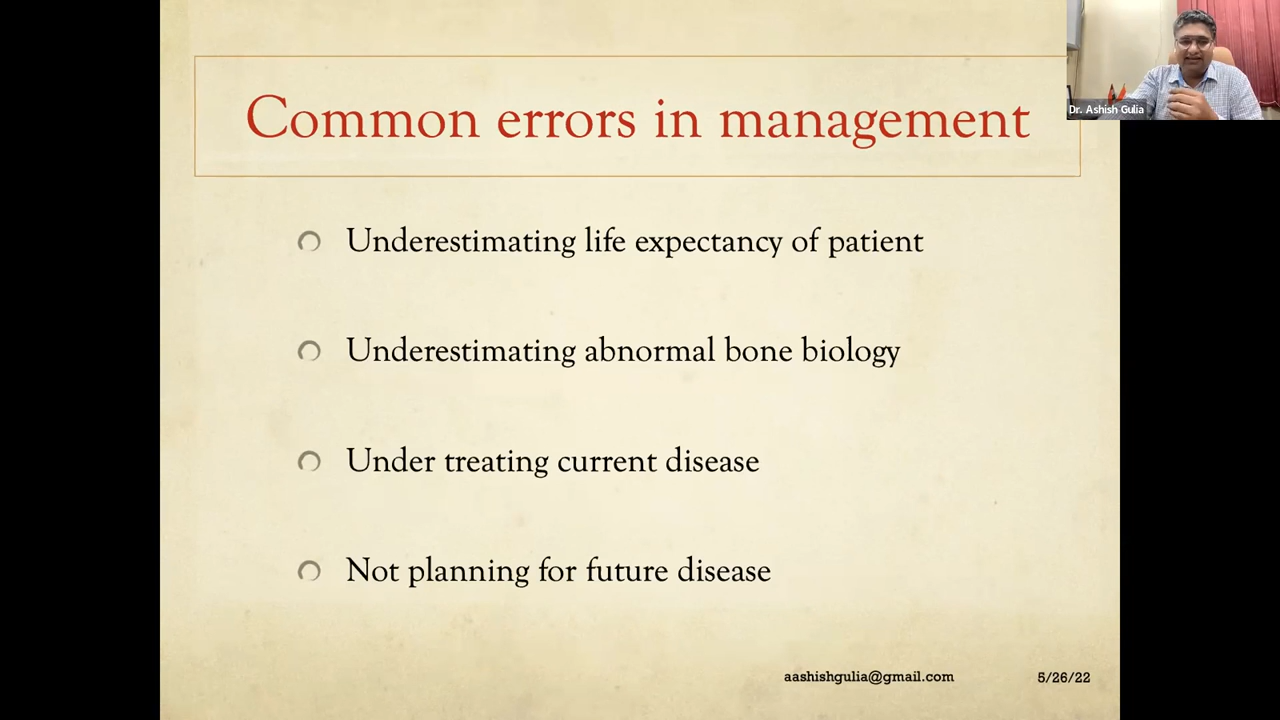 Common errors in management
Dr. Ashish Gulia
Underestimating life expectancy of patient
Underestimating abnormal bone biology
Under treating current disease
Not planning for future disease
aashishgulia@gmail.com 5/26/22